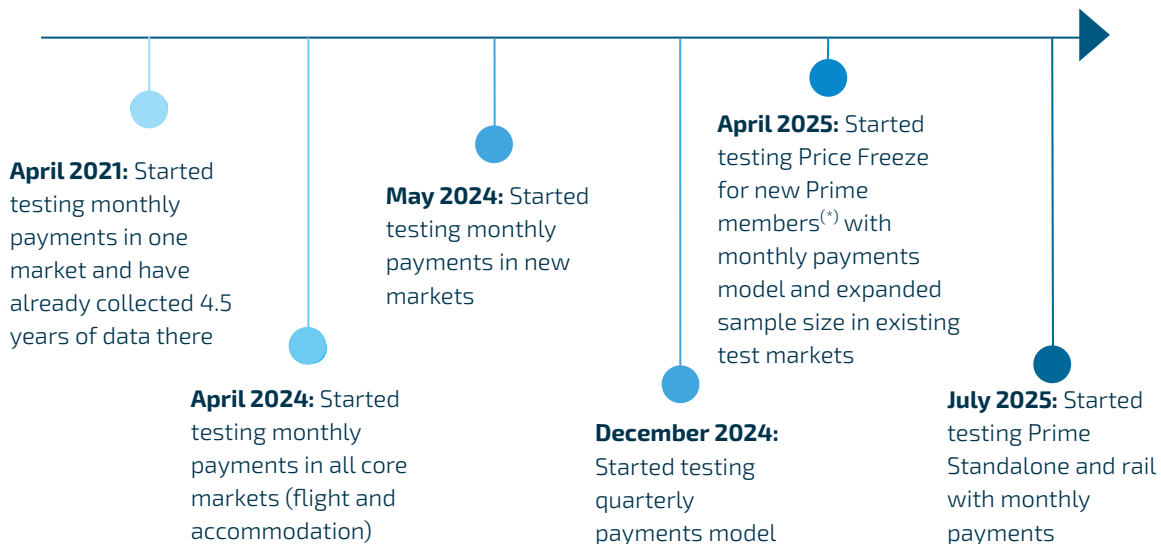 April 2021: Started
testing monthly
payments in one
market and have
already collected 4.5
years of data there
April 2024: Started
testing monthly
payments in all core
markets (flight and
accommodation)
May 2024: Started
testing monthly
payments in new
markets
December 2024:
Started testing
quarterly
payments model
April 2025: Started
testing Price Freeze
for new Prime
members(*) with
monthly payments
model and expanded
sample size in existing
test markets
July 2025: Started
testing Prime
Standalone and rail
with monthly
payments